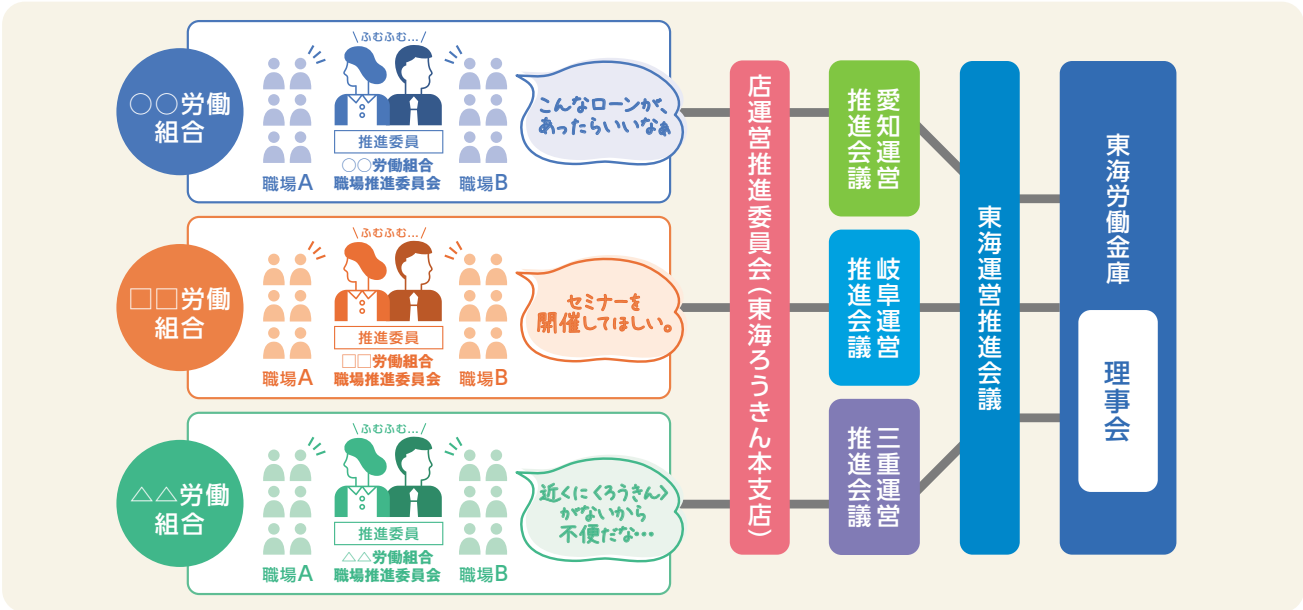 ○○労働
組合
ふむふむ…
推進委員
○○労働組合
職場推進委員会
職場A
職場B
こんなローンが、
あったらいいなぁ
□□労働
組合
ふむふむ…
推進委員
□□労働組合
職場推進委員会
職場A
職場B
セミナーを
開催してほしい。
△△労働
組合
ふむふむ…
推進委員
△△労働組合
職場推進委員会
職場A
職場B
近くに〈ろうきん〉
がないから
不便だな…
店運営推進委員会(東海ろうきん本支店)
愛知運営
推進会議
岐阜運営
推進会議
三重運営
推進会議
東海運営推進会議
東海労働金庫
理事会